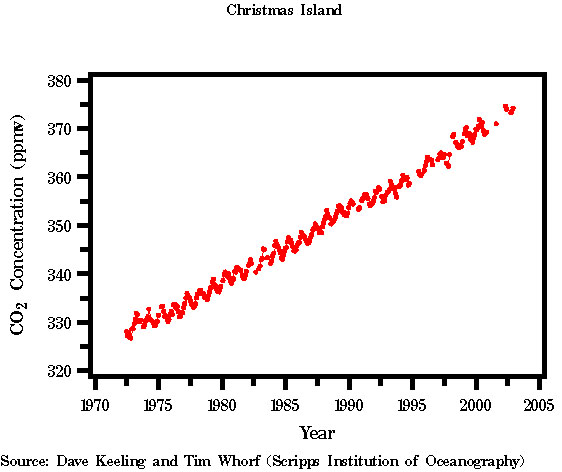 Christmas Island
380
370
360
350
340
330
320
CO2 Concentration (ppmv)
1970 1975 1980 1985 1990 1995 2000 2005
Year
Source: Dave Keeling and Tim Whorf (Scripps Institution of Oceanography)